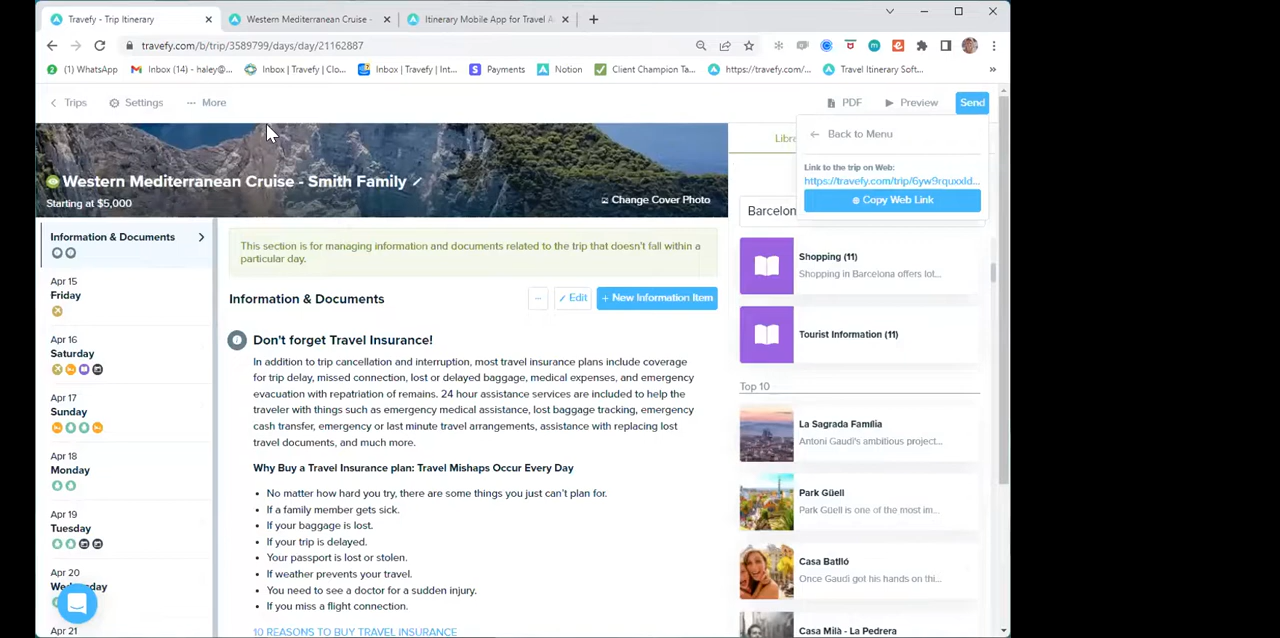 Travefy - Trip Itinerary
Western Mediterranean Cruise -
Itinerary Mobile App for Travel A
travefy.com/b/trip/3589799/days/day/21162887
(1) WhatsApp
Inbox (14) - haley@...
Inbox | Travefy | Clo...
Inbox | Travefy | Int...
Payments
Notion
Client Champion Ta...
https://travefy.com/...
Travel Itinerary Soft...
Trips
Settings
More
PDF
Preview
Send
Back to Menu
Link to the trip on Web:
https://travefy.com/trip/6yw9rquxxld...
Copy Web Link
Western Mediterranean Cruise - Smith Family
Starting at $5,000
Change Cover Photo
Barcelon
Information & Documents
This section is for managing information and documents related to the trip that doesn't fall within a
particular day.
Information & Documents
Edit
+ New Information Item
Apr 15
Friday
Apr 16
Saturday
Apr 17
Sunday
Apr 18
Monday
Apr 19
Tuesday
Apr 20
Apr 21
Don't forget Travel Insurance!
In addition to trip cancellation and interruption, most travel insurance plans include coverage
for trip delay, missed connection, lost or delayed baggage, medical expenses, and emergency
evacuation with repatriation of remains. 24 hour assistance services are included to help the
traveler with things such as emergency medical assistance, lost baggage tracking, emergency
cash transfer, emergency or last minute travel arrangements, assistance with replacing lost
travel documents, and much more.
Why Buy a Travel Insurance plan: Travel Mishaps Occur Every Day
• No matter how hard you try, there are some things you just can't plan for.
• If a family member gets sick.
• If your baggage is lost.
• If your trip is delayed.
• Your passport is lost or stolen.
• If weather prevents your travel.
• You need to see a doctor for a sudden injury.
• If you miss a flight connection.
10 REASONS TO BUY TRAVEL INSURANCE
Shopping (11)
Shopping in Barcelona offers lot...
Tourist Information (11)
Top 10
La Sagrada Família
Antoni Gaudí's ambitious project...
Park Güell
Park Güell is one of the most im...
Casa Batlló
Once Gaudí got his hands on thi...
Casa Milà - La Pedrera